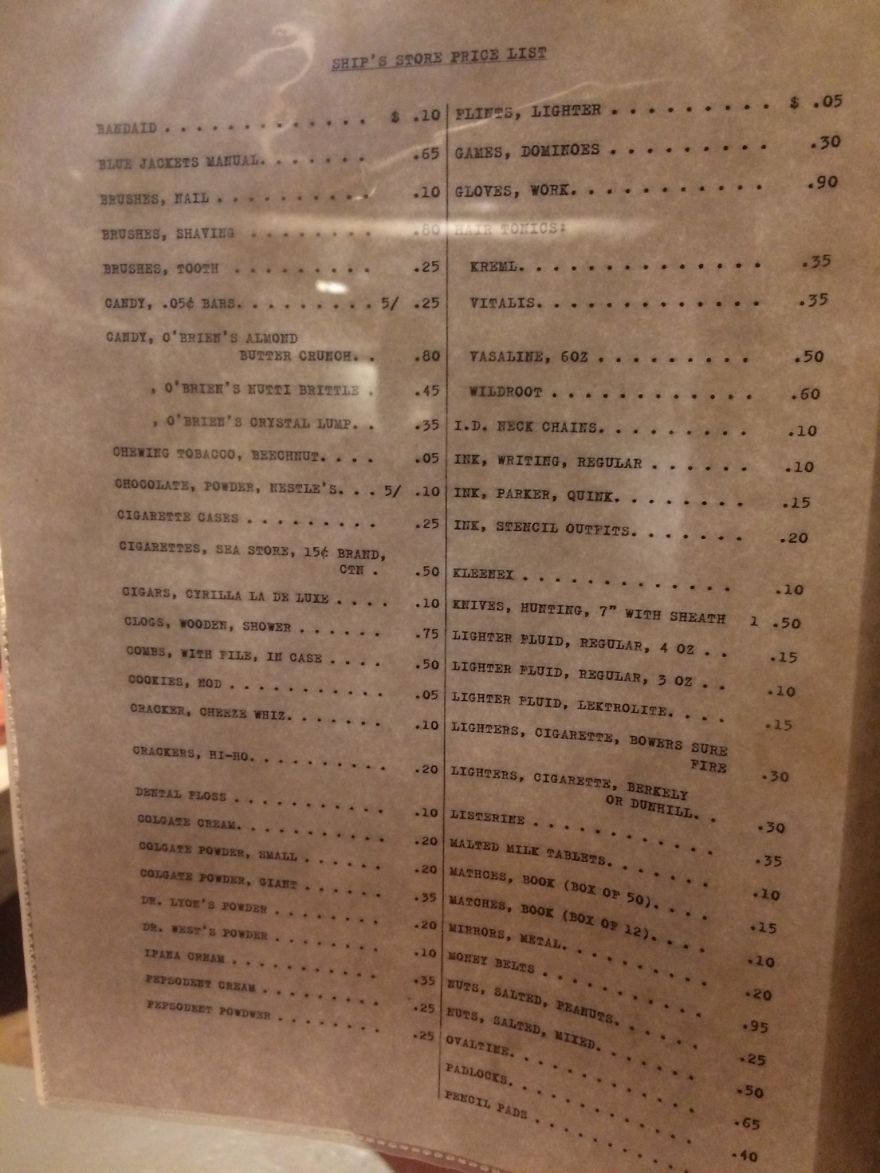 SHIP'S STORE PRICE LIST
BANDAID . . . . . . . . . . . . . $ .10
BLUE JACKETS MANUAL. . . . . . . .65
BRUSHES, NAIL . . . . . . . . . . .10
BRUSHES, SHAVING . . . . . . . . .80
BRUSHES, TOOTH . . . . . . . . . .25
CANDY, .05¢ BARS. . . . . . . . . 5/ .25
CANDY, O'BRIEN'S ALMOND
BUTTER CRUNCH. . .80
, O'BRIEN'S NUTTI BRITTLE . .45
, O'BRIEN'S CRYSTAL LUMP. . .35
CHEWING TOBACCO, BEECHNUT. . . . .05
CHOCOLATE, POWDER, NESTLE'S. . . 5/ .10
CIGARETTE CASES . . . . . . . . . .25
CIGARETTES, SEA STORE, 15¢ BRAND,
CTN . .50
CIGARS, CYRILLA LA DE LUXE . . . . .10
CLOGS, WOODEN, SHOWER . . . . . . .75
COMBS, WITH FILE, IN CASE . . . . .50
COOKIES, NOD . . . . . . . . . . . .05
CRACKER, CHEEZE WHIZ. . . . . . . .10
CRACKERS, HI-HO. . . . . . . . . . .20
DENTAL FLOSS . . . . . . . . . . . .10
COLGATE CREAM. . . . . . . . . . . .20
COLGATE POWDER, SMALL . . . . . . .20
COLGATE POWDER, GIANT . . . . . . .35
DR. LYON'S POWDER . . . . . . . . .20
DR. WEST'S POWDER . . . . . . . . .10
IPANA CREAM . . . . . . . . . . . .35
PEPSODENT CREAM . . . . . . . . . .25
PEPSODENT POWDWER . . . . . . . . .25
FLINTS, LIGHTER . . . . . . . . . $ .05
GAMES, DOMINOES . . . . . . . . . .30
GLOVES, WORK. . . . . . . . . . . .90
HAIR TONICS:
KREML. . . . . . . . . . . . . .35
VITALIS. . . . . . . . . . . . .35
VASALINE, 6OZ . . . . . . . . . .50
WILDROOT . . . . . . . . . . . .60
I.D. NECK CHAINS. . . . . . . . . .10
INK, WRITING, REGULAR . . . . . . .10
INK, PARKER, QUINK. . . . . . . . .15
INK, STENCIL OUTFITS. . . . . . . .20
KLEENEX . . . . . . . . . . . . . .10
KNIVES, HUNTING, 7" WITH SHEATH 1 .50
LIGHTER FLUID, REGULAR, 4 OZ . . .15
LIGHTER FLUID, REGULAR, 3 OZ . . .10
LIGHTER FLUID, LEKTROLITE. . . . .15
LIGHTERS, CIGARETTE, BOWERS SURE
FIRE .30
LIGHTERS, CIGARETTE, BERKELY
OR DUNHILL. . .30
LISTERINE . . . . . . . . . . . .35
MALTED MILK TABLETS. . . . . . . .10
MATHCES, BOOK (BOX OF 50). . . . .15
MATCHES, BOOK (BOX OF 12). . . . .10
MIRRORS, METAL. . . . . . . . . . .20
MONEY BELTS . . . . . . . . . . . .95
NUTS, SALTED, PEANUTS. . . . . . .25
NUTS, SALTED, MIXED. . . . . . . .50
OVALTINE. . . . . . . . . . . . . .65
PADLOCKS. . . . . . . . . . . . . .40
PENCIL PADS . . . . . . . . . . .